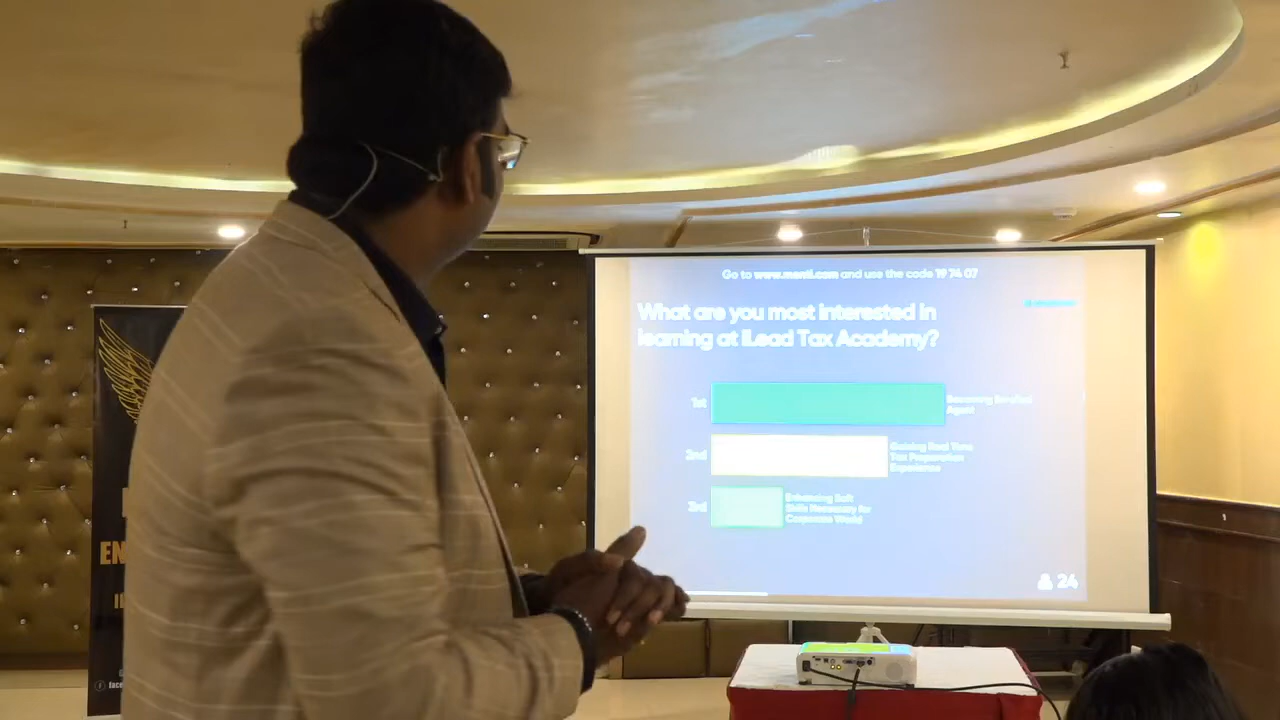 Go to www.menti.com and use the code 19 74 07
What are you most interested in
learning at iLead Tax Academy?
1st
Becoming Enrolled
Agent
2nd
Gaining Real Time
Tax Preparation
Experience
3rd
Enhancing Soft
Skills Necessary for
Corporate World
24
EN
face